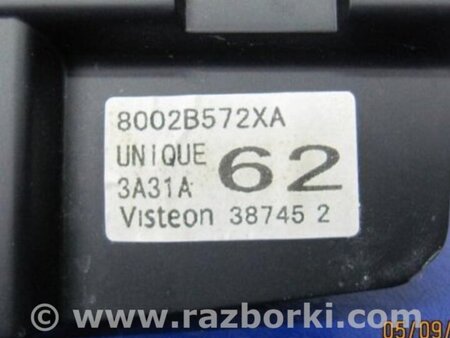 8002B572XA
UNIQUE 62
3A31A
Visteon 38745 2
© www.razborki.com
05/09/